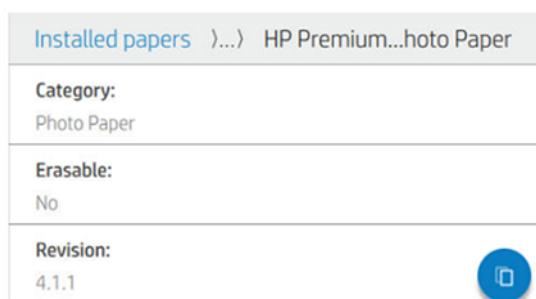 Installed papers 〉...〉 HP Premium...hoto Paper
Category:
Photo Paper
Erasable:
No
Revision:
4.1.1